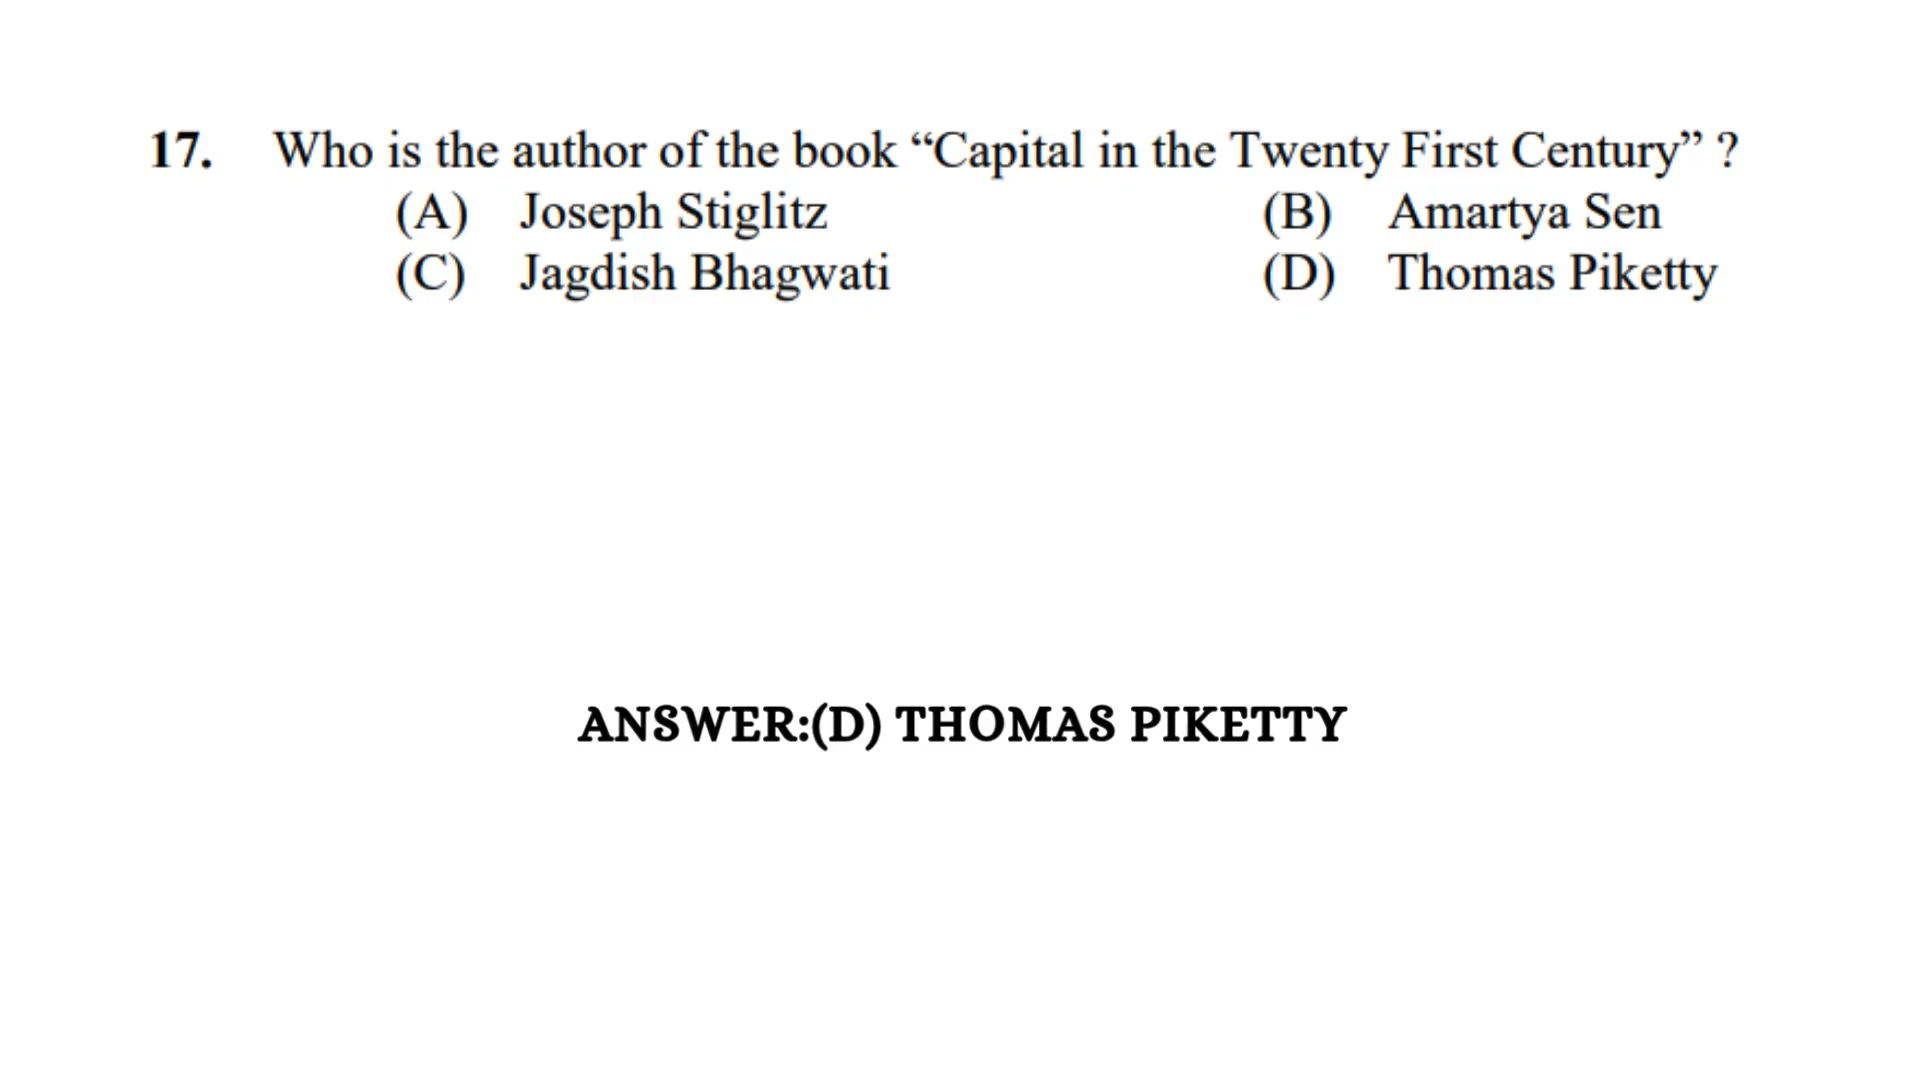 17. Who is the author of the book “Capital in the Twenty First Century” ?
(A) Joseph Stiglitz (B) Amartya Sen
(C) Jagdish Bhagwati (D) Thomas Piketty
ANSWER:(D) THOMAS PIKETTY